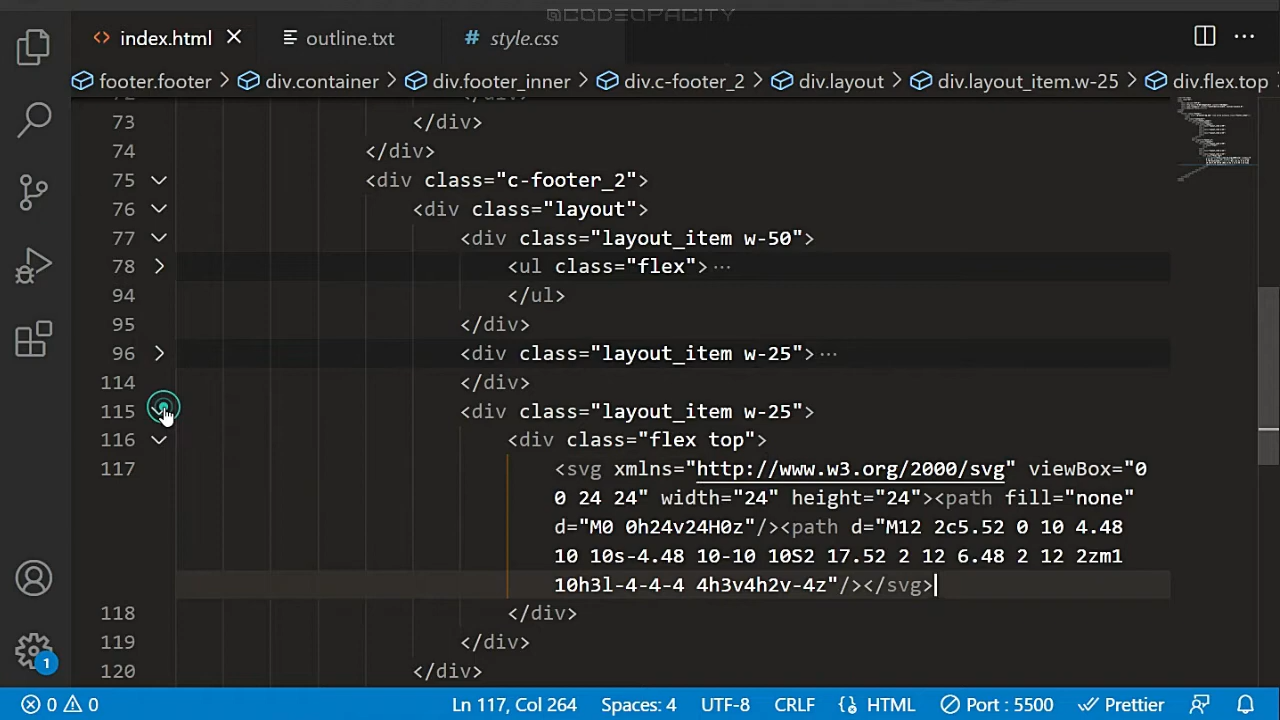 @CODEOPACITY
index.html outline.txt # style.css
footer.footer > div.container > div.footer_inner > div.c-footer_2 > div.layout > div.layout_item.w-25 > div.flex.top
72 </div>
73 </div>
74 </div>
75 <div class="c-footer_2">
76 <div class="layout">
77 <div class="layout_item w-50">
78 <ul class="flex"> ···
94 </ul>
95 </div>
96 <div class="layout_item w-25"> ···
114 </div>
115 <div class="layout_item w-25">
116 <div class="flex top">
117 <svg xmlns="http://www.w3.org/2000/svg" viewBox="0
0 24 24" width="24" height="24"><path fill="none"
d="M0 0h24v24H0z"/><path d="M12 2c5.52 0 10 4.48
10 10s-4.48 10-10 10S2 17.52 2 12 6.48 2 12 2zm1
10h3l-4-4-4 4h3v4h2v-4z"/></svg>
118 </div>
119 </div>
120 </div>
1
0 0 Ln 117, Col 264 Spaces: 4 UTF-8 CRLF HTML Port : 5500 Prettier